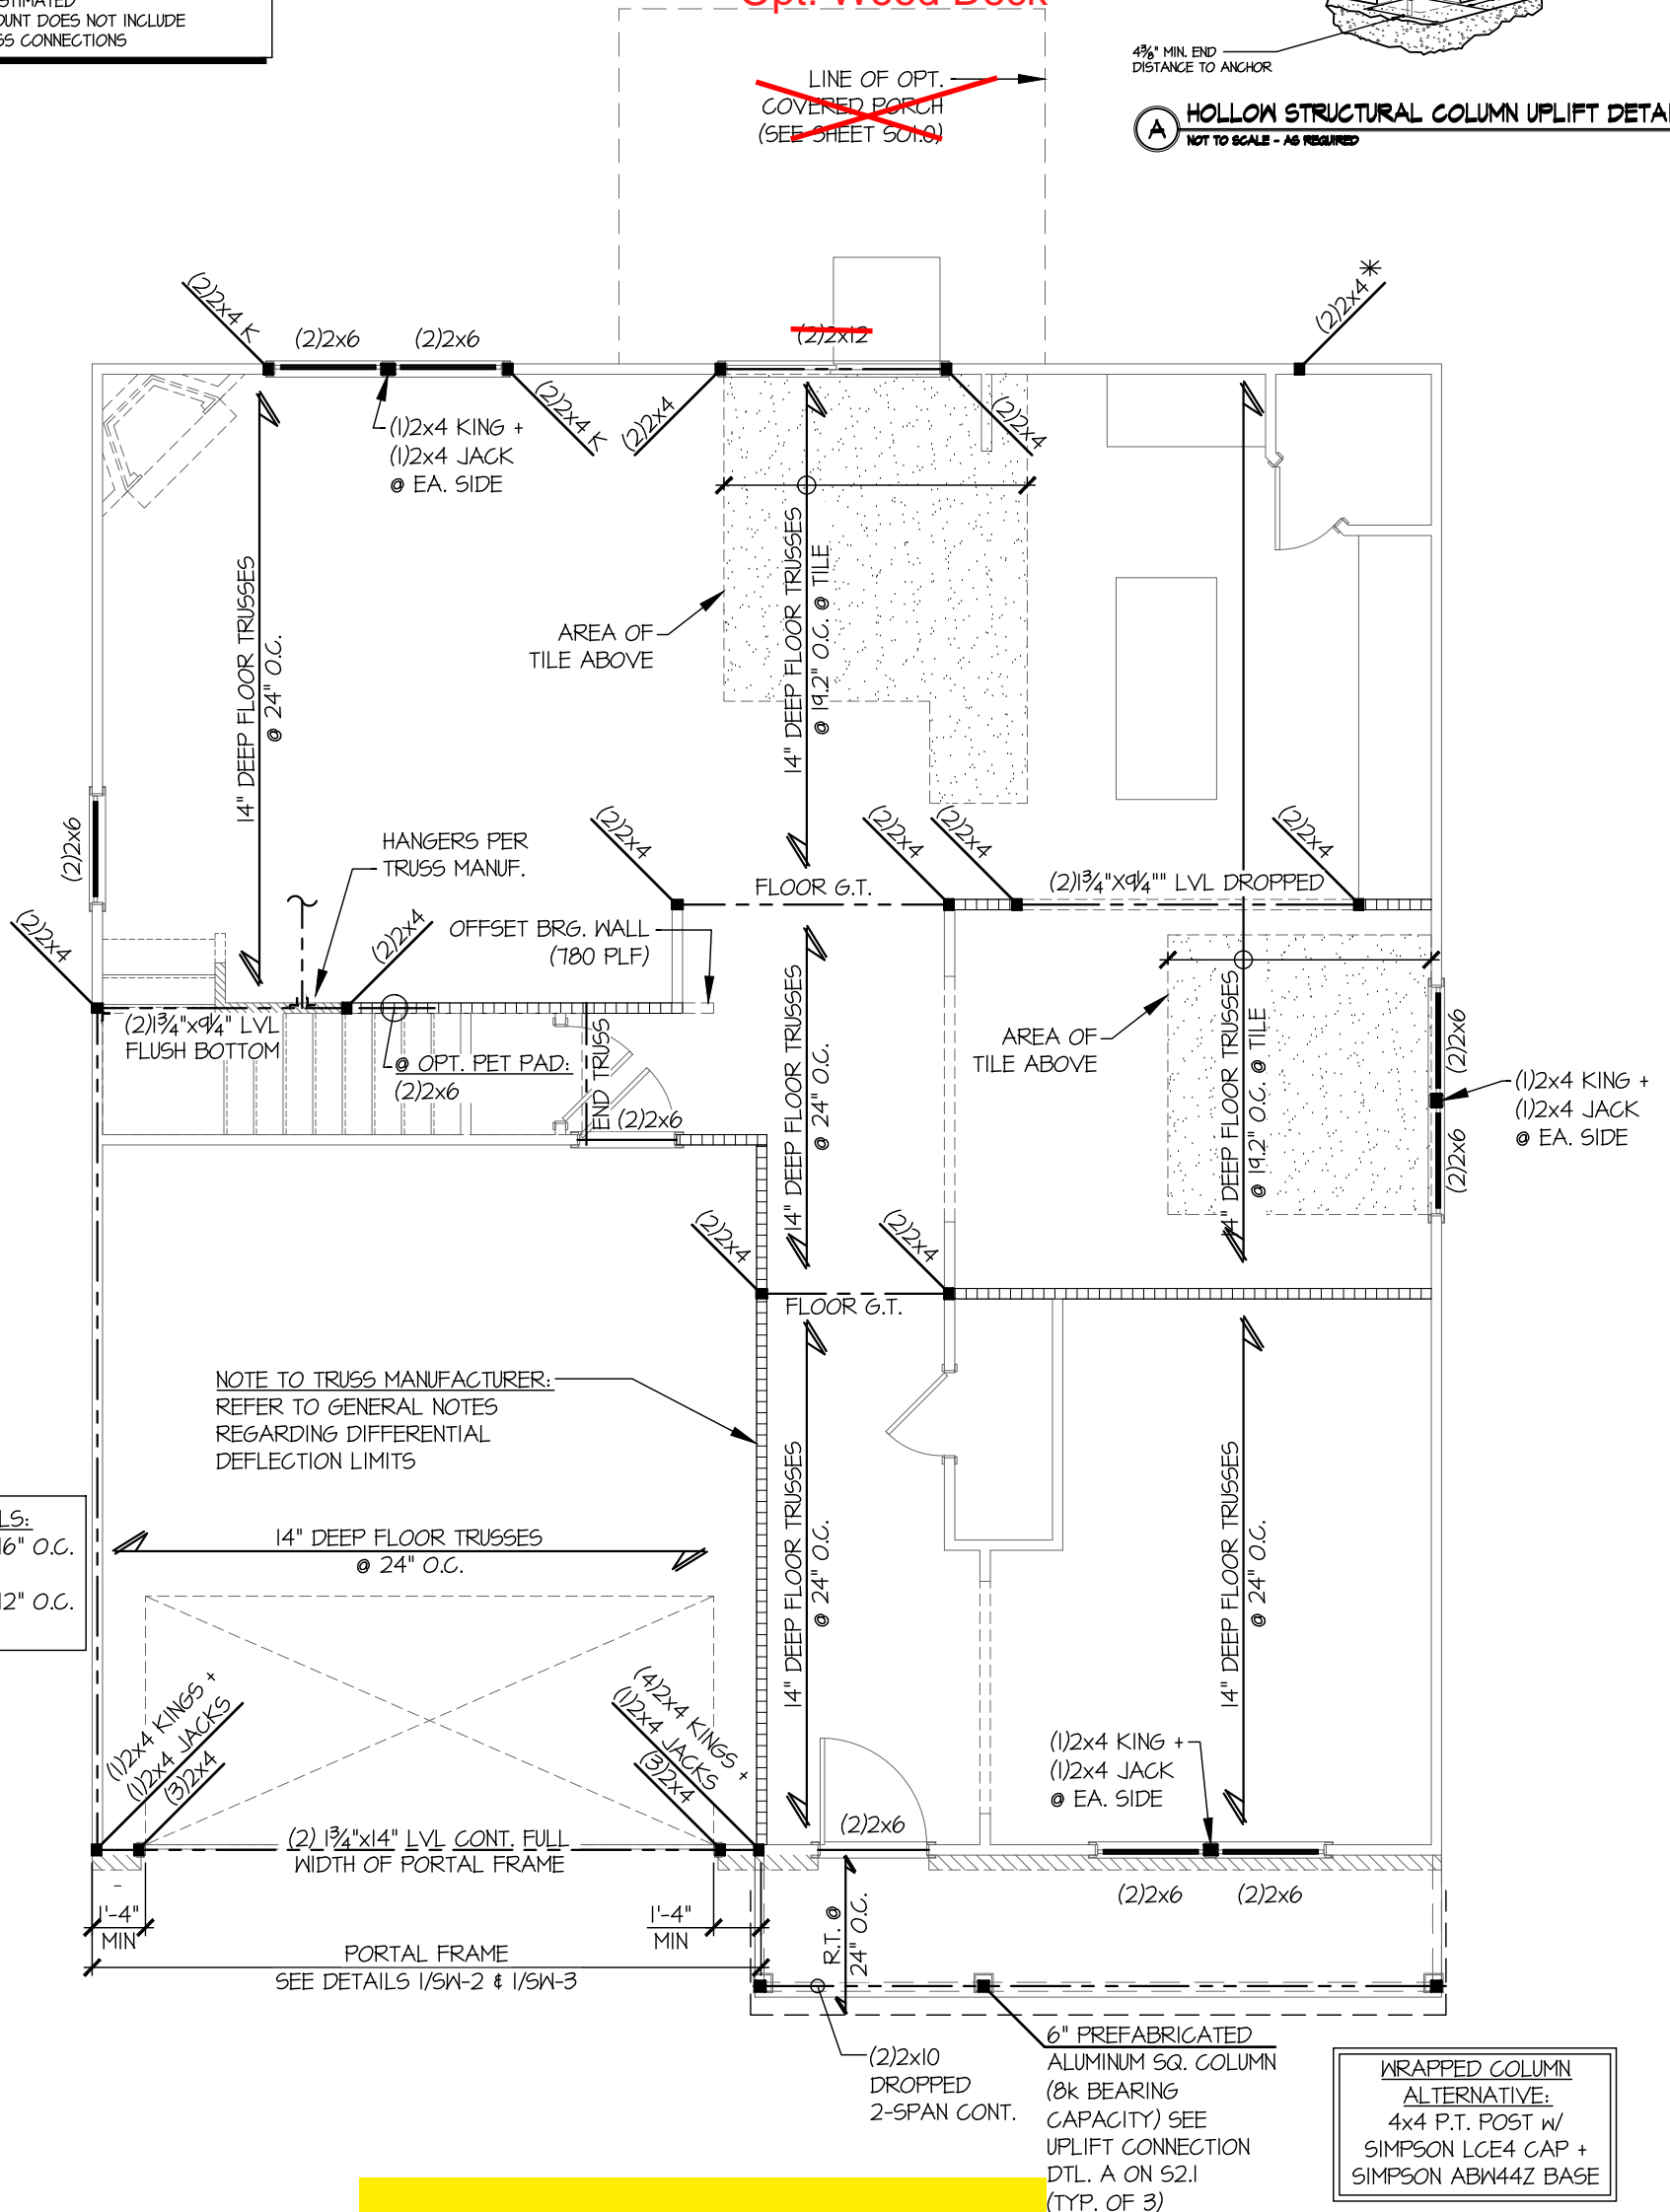 OUNT DOES NOT INCLUDE
SS CONNECTIONS
Opt. Wood Deck
LINE OF OPT.
COVERED PORCH
(SEE SHEET S01.0)
4⅜" MIN. END
DISTANCE TO ANCHOR
A
HOLLOW STRUCTURAL COLUMN UPLIFT DETA
NOT TO SCALE - AS REQUIRED
(2)2x4 K
(2)2x6
(2)2x6
(2)2x12
(2)2x4 *
(1)2x4 KING +
(1)2x4 JACK
@ EA. SIDE
(2)2x4 K
(2)2x4
(2)2x4
14" DEEP FLOOR TRUSSES
@ 24" O.C.
14" DEEP FLOOR TRUSSES
@ 19.2" O.C. @ TILE
AREA OF
TILE ABOVE
(2)2x6
HANGERS PER
TRUSS MANUF.
(2)2x4
(2)2x4
(2)2x4
(2)2x4
FLOOR G.T.
(2)1¾"X9¼"" LVL DROPPED
(2)2x4
(2)2x4
OFFSET BRG. WALL
(780 PLF)
(2)1¾"x9¼" LVL
FLUSH BOTTOM
@ OPT. PET PAD:
(2)2x6
END TRUSS
(2)2x6
14" DEEP FLOOR TRUSSES
@ 24" O.C.
AREA OF
TILE ABOVE
14" DEEP FLOOR TRUSSES
@ 19.2" O.C. @ TILE
(2)2x6
(2)2x6
(1)2x4 KING +
(1)2x4 JACK
@ EA. SIDE
(2)2x4
(2)2x4
FLOOR G.T.
NOTE TO TRUSS MANUFACTURER:
REFER TO GENERAL NOTES
REGARDING DIFFERENTIAL
DEFLECTION LIMITS
LS:
16" O.C.
12" O.C.
14" DEEP FLOOR TRUSSES
@ 24" O.C.
14" DEEP FLOOR TRUSSES
@ 24" O.C.
14" DEEP FLOOR TRUSSES
@ 24" O.C.
(1)2x4 KINGS +
(1)2x4 JACKS
(3)2x4
(4)2x4 KINGS +
(1)2x4 JACKS
(3)2x4
(1)2x4 KING +
(1)2x4 JACK
@ EA. SIDE
(2) 1¾"x14" LVL CONT. FULL
WIDTH OF PORTAL FRAME
(2)2x6
(2)2x6
(2)2x6
1'-4"
MIN
1'-4"
MIN
R.T. @
24" O.C.
PORTAL FRAME
SEE DETAILS 1/SW-2 & 1/SW-3
(2)2x10
DROPPED
2-SPAN CONT.
6" PREFABRICATED
ALUMINUM SQ. COLUMN
(8k BEARING
CAPACITY) SEE
UPLIFT CONNECTION
DTL. A ON S2.1
(TYP. OF 3)
WRAPPED COLUMN
ALTERNATIVE:
4x4 P.T. POST w/
SIMPSON LCE4 CAP +
SIMPSON ABW44Z BASE